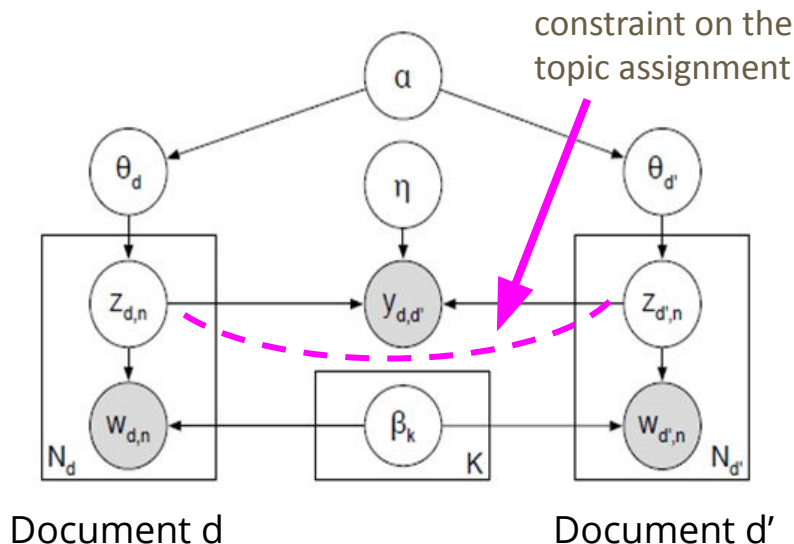 constraint on the
topic assignment
α
θd
η
θd'
Zd,n
yd,d'
Zd',n
Wd,n
βk
Wd',n
Nd
K
Nd'
Document d
Document d’